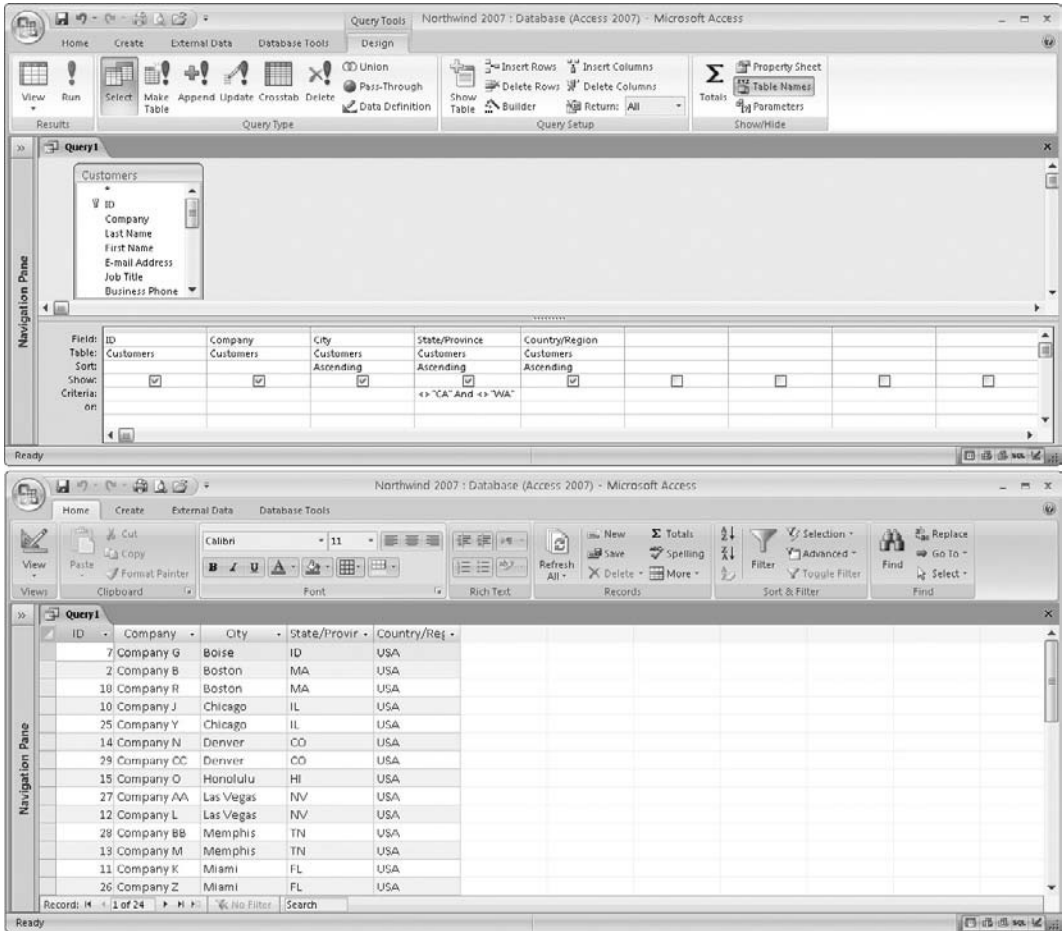 Query Tools Northwind 2007 : Database (Access 2007) - Microsoft Access
Home Create External Data Database Tools Design
View Run Select Make Table Append Update Crosstab Delete
Union
Pass-Through
Data Definition
Show Table
Insert Rows Insert Columns
Delete Rows Delete Columns
Builder Return: All
Totals
Property Sheet
Table Names
Parameters
Results Query Type Query Setup Show/Hide
Query1
Navigation Pane
Customers
*
ID
Company
Last Name
First Name
E-mail Address
Job Title
Business Phone
Field: ID Company City State/Province Country/Region
Table: Customers Customers Customers Customers Customers
Sort: Ascending Ascending Ascending
Show:
Criteria: <>"CA" And <>"WA"
or:
Ready SQL
Northwind 2007 : Database (Access 2007) - Microsoft Access
Home Create External Data Database Tools
View Paste
Cut
Copy
Format Painter
Calibri 11
B I U A
Refresh All
New Totals
Save Spelling
Delete More
Filter
Selection
Advanced
Toggle Filter
Find
Replace
Go To
Select
Views Clipboard Font Rich Text Records Sort & Filter Find
Query1
Navigation Pane
ID Company City State/Provir Country/Reg
7 Company G Boise ID USA
2 Company B Boston MA USA
18 Company R Boston MA USA
10 Company J Chicago IL USA
25 Company Y Chicago IL USA
14 Company N Denver CO USA
29 Company CC Denver CO USA
15 Company O Honolulu HI USA
27 Company AA Las Vegas NV USA
12 Company L Las Vegas NV USA
28 Company BB Memphis TN USA
13 Company M Memphis TN USA
11 Company K Miami FL USA
26 Company Z Miami FL USA
Record: 1 of 24 No Filter Search
Ready SQL